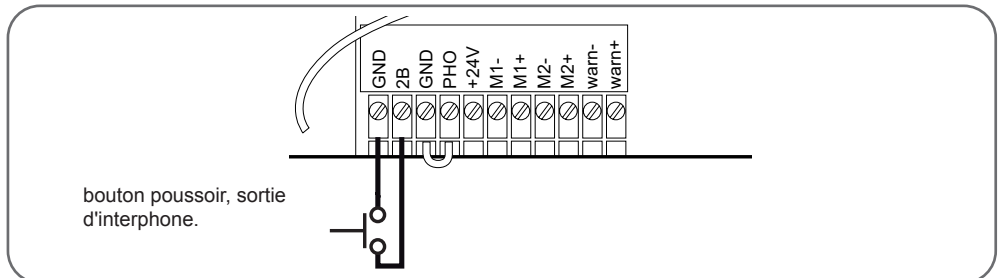 GND
2B
GND
PHO
+24V
M1-
M1+
M2-
M2+
warn-
warn+
bouton poussoir, sortie
d'interphone.